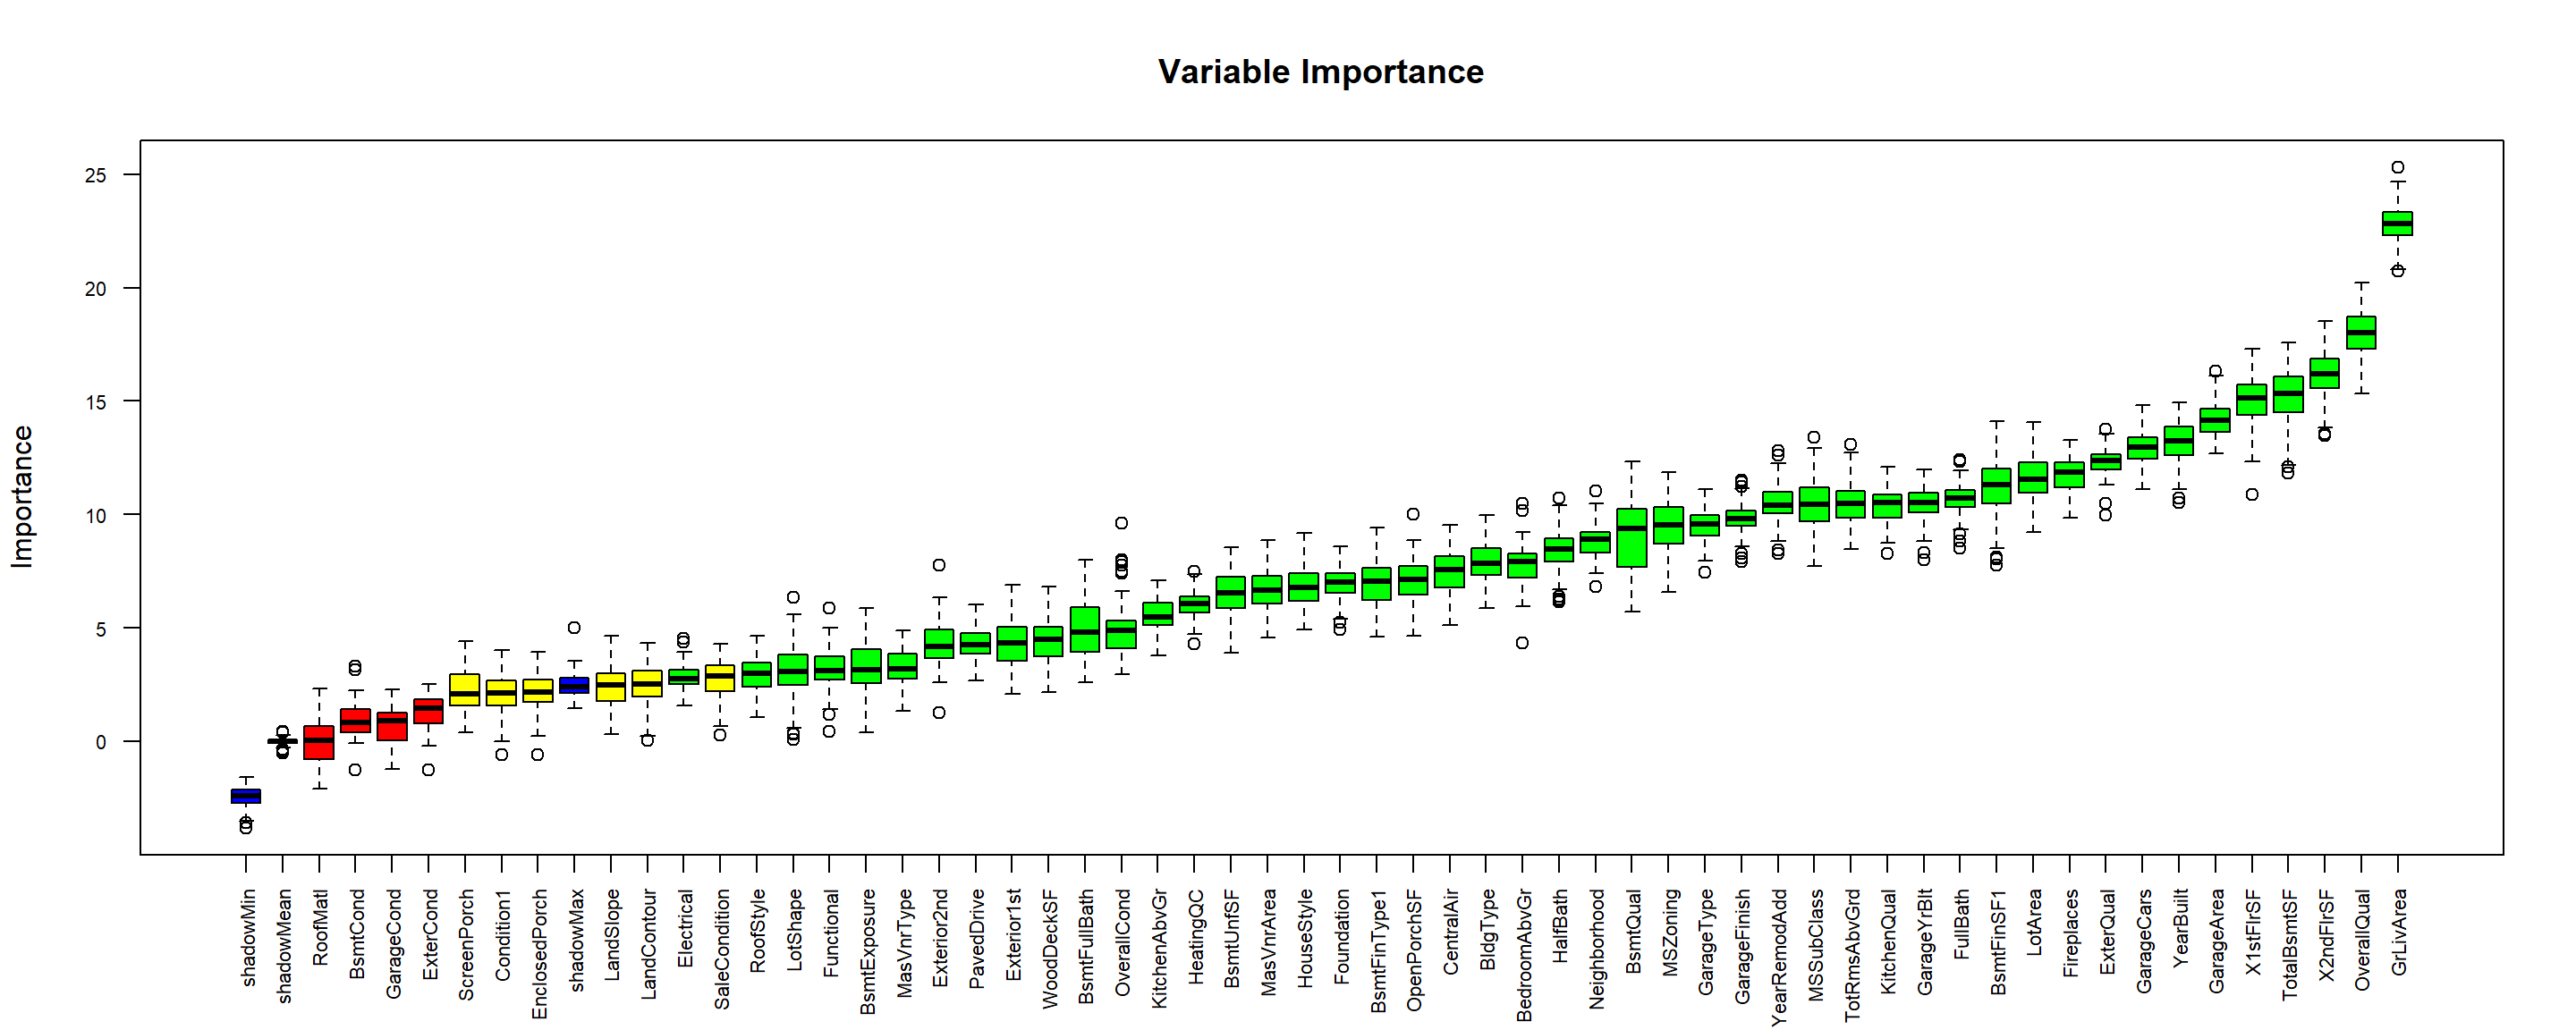 Variable Importance
Importance
25
20
15
10
5
0
shadowMin
shadowMean
RoofMatl
BsmtCond
GarageCond
ExterCond
ScreenPorch
Condition1
EnclosedPorch
shadowMax
LandSlope
LandContour
Electrical
SaleCondition
RoofStyle
LotShape
Functional
BsmtExposure
MasVnrType
Exterior2nd
PavedDrive
Exterior1st
WoodDeckSF
BsmtFullBath
OverallCond
KitchenAbvGr
HeatingQC
BsmtUnfSF
MasVnrArea
HouseStyle
Foundation
BsmtFinType1
OpenPorchSF
CentralAir
BldgType
BedroomAbvGr
HalfBath
Neighborhood
BsmtQual
MSZoning
GarageType
GarageFinish
YearRemodAdd
MSSubClass
TotRmsAbvGrd
KitchenQual
GarageYrBlt
FullBath
BsmtFinSF1
LotArea
Fireplaces
ExterQual
GarageCars
YearBuilt
GarageArea
X1stFlrSF
TotalBsmtSF
X2ndFlrSF
OverallQual
GrLivArea